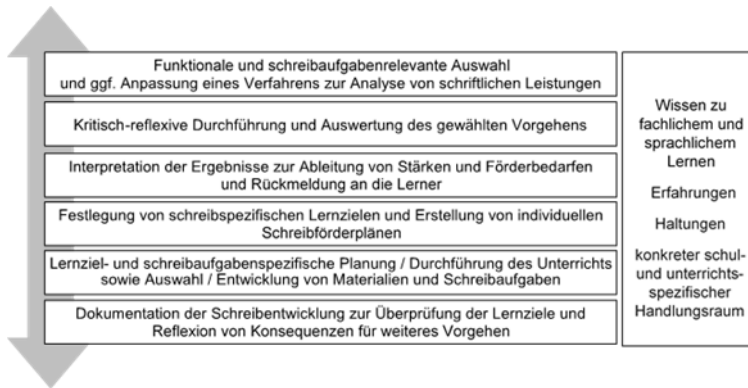 Funktionale und schreibaufgabenrelevante Auswahl
und ggf. Anpassung eines Verfahrens zur Analyse von schriftlichen Leistungen
Kritisch-reflexive Durchführung und Auswertung des gewählten Vorgehens
Interpretation der Ergebnisse zur Ableitung von Stärken und Förderbedarfen
und Rückmeldung an die Lerner
Festlegung von schreibspezifischen Lernzielen und Erstellung von individuellen
Schreibförderplänen
Lernziel- und schreibaufgabenspezifische Planung / Durchführung des Unterrichts
sowie Auswahl / Entwicklung von Materialien und Schreibaufgaben
Dokumentation der Schreibentwicklung zur Überprüfung der Lernziele und
Reflexion von Konsequenzen für weiteres Vorgehen
Wissen zu
fachlichem und
sprachlichem
Lernen
Erfahrungen
Haltungen
konkreter schul-
und unterrichts-
spezifischer
Handlungsraum